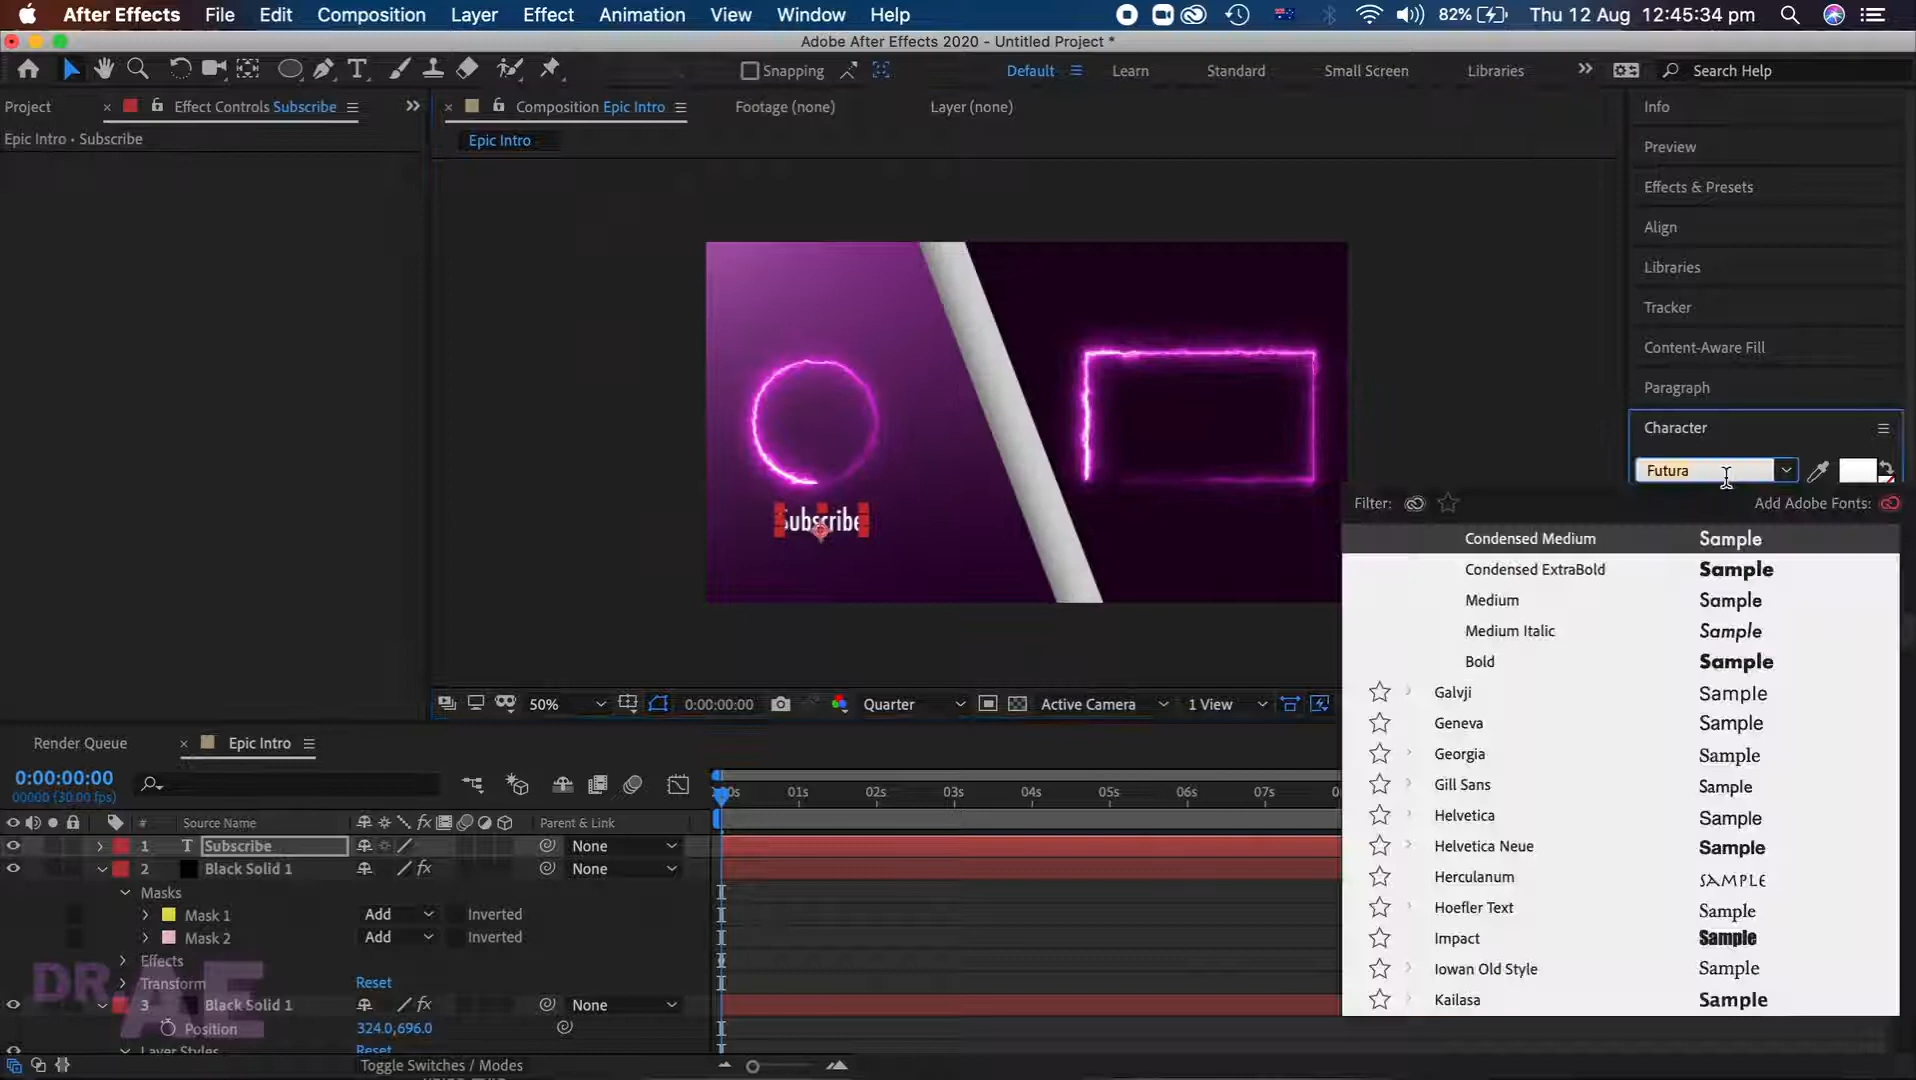 After Effects File Edit Composition Layer Effect Animation View Window Help 82% Thu 12 Aug 12:45:34 pm
Adobe After Effects 2020 - Untitled Project *
Snapping Default Learn Standard Small Screen Libraries Search Help
Project Effect Controls Subscribe Composition Epic Intro Footage (none) Layer (none)
Epic Intro • Subscribe
Epic Intro
Info
Preview
Effects & Presets
Align
Libraries
Tracker
Content-Aware Fill
Paragraph
Character
Futura
Subscribe
Filter: Add Adobe Fonts:
Condensed Medium Sample
Condensed ExtraBold Sample
Medium Sample
Medium Italic Sample
Bold Sample
Galvji Sample
Geneva Sample
Georgia Sample
Gill Sans Sample
Helvetica Sample
Helvetica Neue Sample
Herculanum Sample
Hoefler Text Sample
Impact Sample
Iowan Old Style Sample
Kailasa Sample
50% 0:00:00:00 Quarter Active Camera 1 View
Render Queue Epic Intro
0:00:00:00
00000 (30.00 fps)
01s 02s 03s 04s 05s 06s 07s
# Source Name fx Parent & Link
1 T Subscribe None
2 Black Solid 1 fx None
Masks
Mask 1 Add Inverted
Mask 2 Add Inverted
Effects
Transform Reset
3 Black Solid 1 fx None
Position 324.0,696.0
Layer Styles Reset
Toggle Switches / Modes
DR.AE